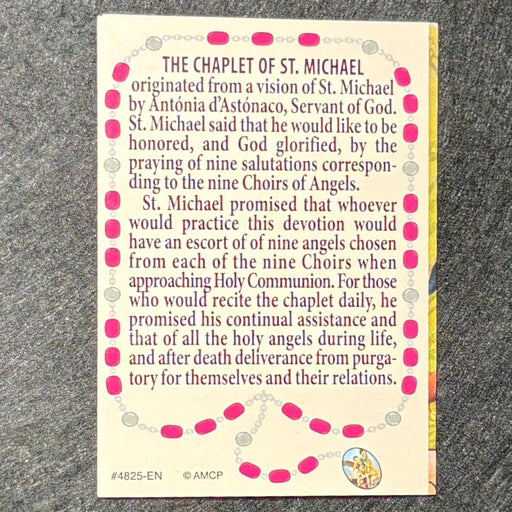 THE CHAPLET OF ST. MICHAEL
originated from a vision of St. Michael
by Antónia d'Astónaco, Servant of God.
St. Michael said that he would like to be
honored, and God glorified, by the
praying of nine salutations correspon-
ding to the nine Choirs of Angels.
St. Michael promised that whoever
would practice this devotion would
have an escort of of nine angels chosen
from each of the nine Choirs when
approaching Holy Communion. For those
who would recite the chaplet daily, he
promised his continual assistance and
that of all the holy angels during life,
and after death deliverance from purga-
tory for themselves and their relations.
#4825-EN © AMCP